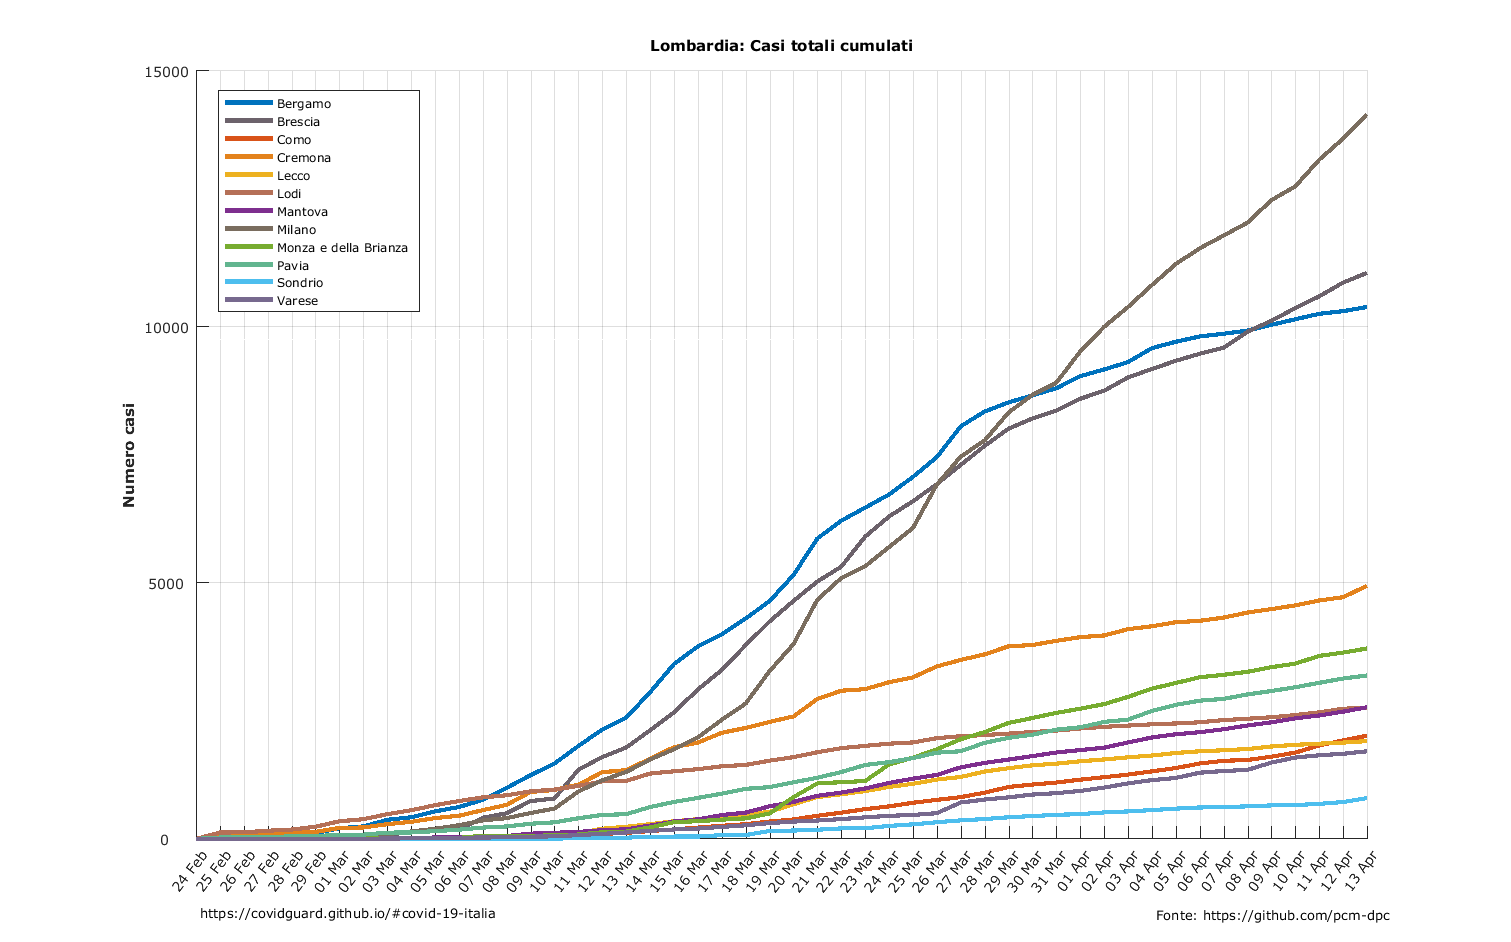 Lombardia: Casi totali cumulati
15000
10000
5000
0
Numero casi
Bergamo
Brescia
Como
Cremona
Lecco
Lodi
Mantova
Milano
Monza e della Brianza
Pavia
Sondrio
Varese
24 Feb
25 Feb
26 Feb
27 Feb
28 Feb
29 Feb
01 Mar
02 Mar
03 Mar
04 Mar
05 Mar
06 Mar
07 Mar
08 Mar
09 Mar
10 Mar
11 Mar
12 Mar
13 Mar
14 Mar
15 Mar
16 Mar
17 Mar
18 Mar
19 Mar
20 Mar
21 Mar
22 Mar
23 Mar
24 Mar
25 Mar
26 Mar
27 Mar
28 Mar
29 Mar
30 Mar
31 Mar
01 Apr
02 Apr
03 Apr
04 Apr
05 Apr
06 Apr
07 Apr
08 Apr
09 Apr
10 Apr
11 Apr
12 Apr
13 Apr
https://covidguard.github.io/#covid-19-italia
Fonte: https://github.com/pcm-dpc